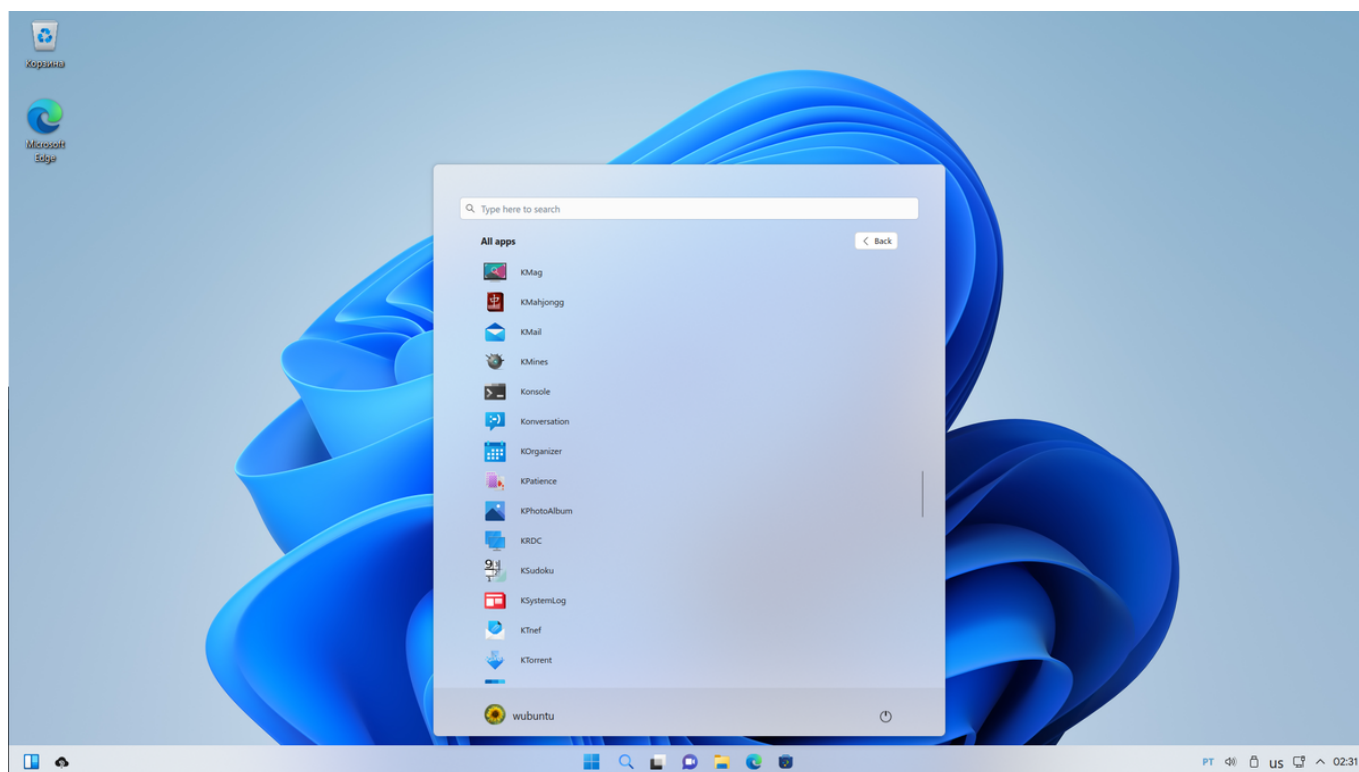 Корзина
Microsoft
Edge
Type here to search
All apps
Back
KMag
KMahjongg
KMail
KMines
Konsole
Konversation
KOrganizer
KPatience
KPhotoAlbum
KRDC
KSudoku
KSystemLog
KTnef
KTorrent
wubuntu
PT US 02:31